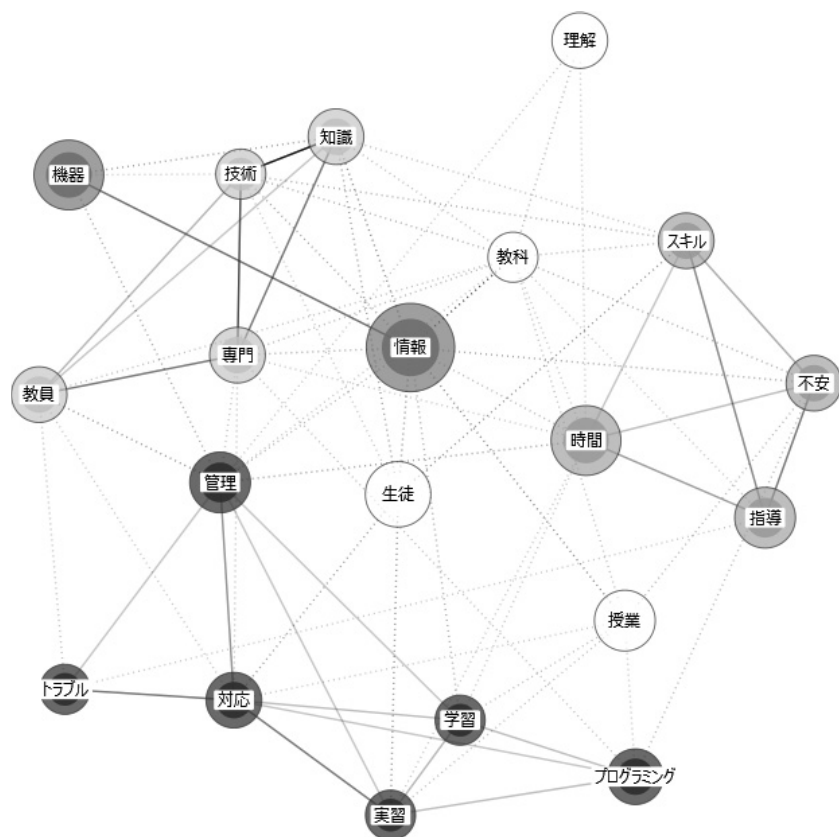 理解
知識
機器
技術
スキル
教科
情報
専門
不安
教員
時間
管理
生徒
指導
授業
トラブル
対応
学習
プログラミング
実習